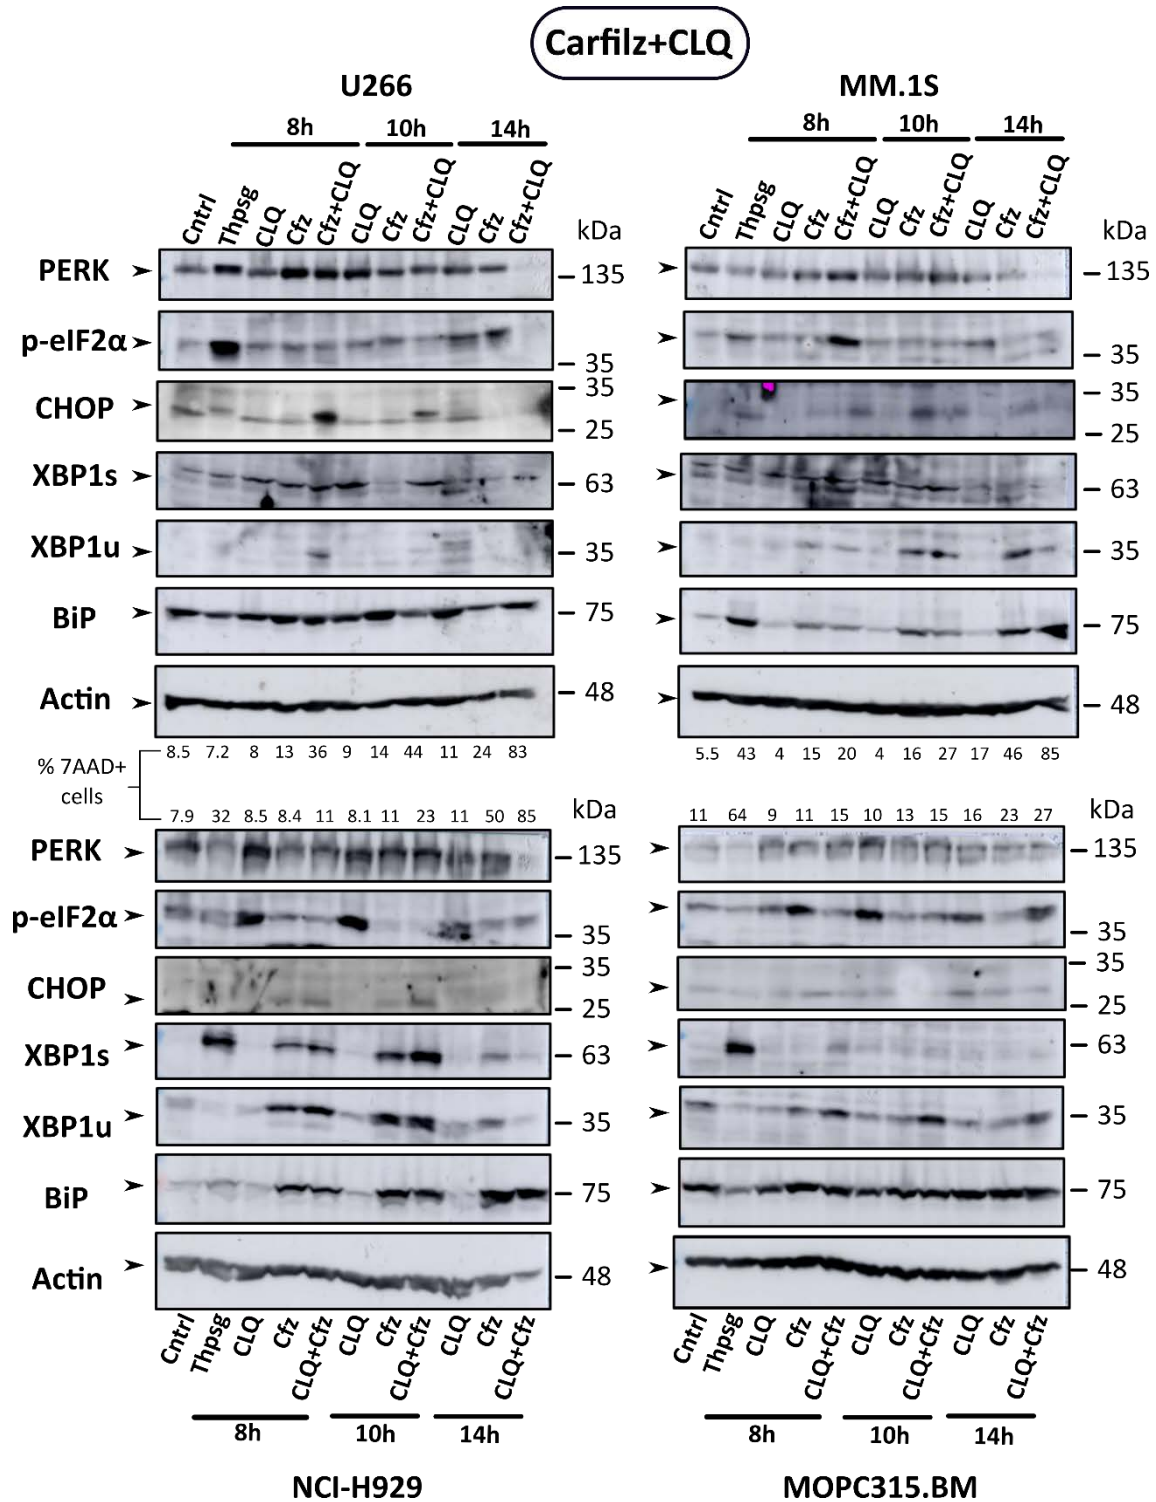 Carfilz+CLQ
U266
8h 10h 14h
Cntrl Thpsg CLQ Cfz Cfz+CLQ CLQ Cfz Cfz+CLQ CLQ Cfz Cfz+CLQ
kDa
PERK 135
p-eIF2α 35
CHOP 35
25
XBP1s 63
XBP1u 35
BiP 75
Actin 48
8.5 7.2 8 13 36 9 14 44 11 24 83
MM.1S
8h 10h 14h
Cntrl Thpsg CLQ Cfz Cfz+CLQ CLQ Cfz Cfz+CLQ CLQ Cfz Cfz+CLQ
kDa
135
35
35
25
63
35
75
48
5.5 43 4 15 20 4 16 27 17 46 85
% 7AAD+
cells
7.9 32 8.5 8.4 11 8.1 11 23 11 50 85
kDa
PERK 135
p-eIF2α 35
CHOP 35
25
XBP1s 63
XBP1u 35
BiP 75
Actin 48
Cntrl Thpsg CLQ Cfz CLQ+Cfz CLQ Cfz CLQ+Cfz CLQ Cfz CLQ+Cfz
8h 10h 14h
NCI-H929
11 64 9 11 15 10 13 15 16 23 27
kDa
135
35
35
25
63
35
75
48
Cntrl Thpsg CLQ Cfz CLQ+Cfz CLQ Cfz CLQ+Cfz CLQ Cfz CLQ+Cfz
8h 10h 14h
MOPC315.BM